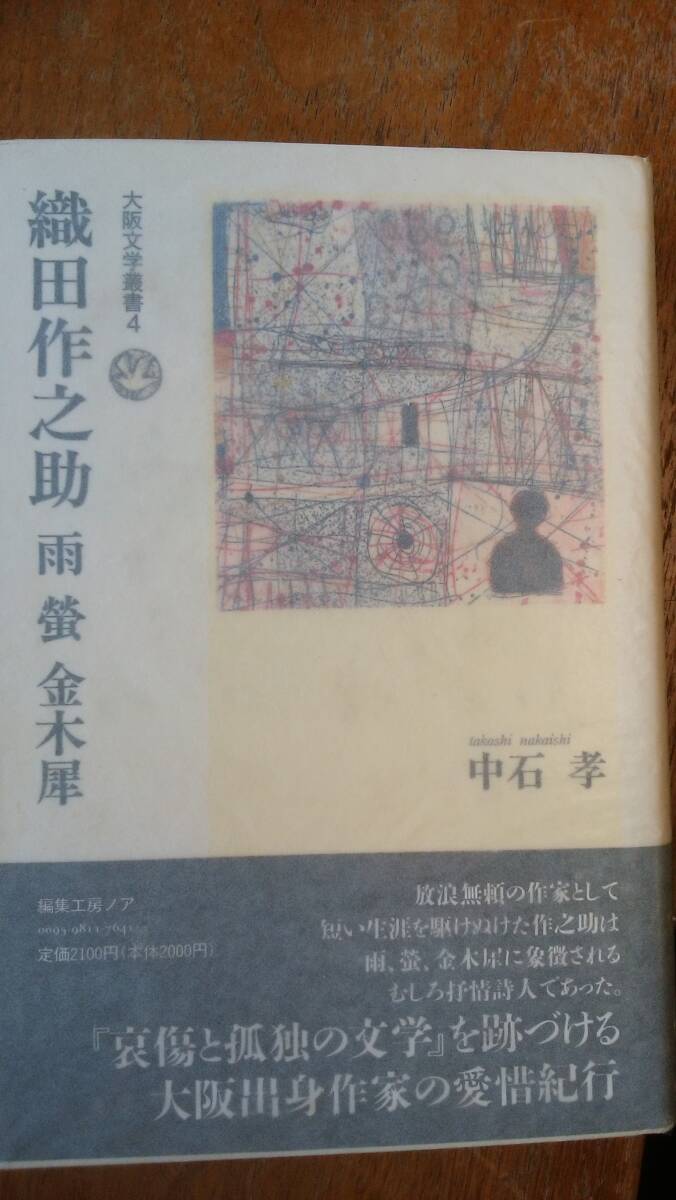 大阪文学叢書4
織田作之助 雨 螢 金木犀
takashi nakaishi
中石 孝
放浪無頼の作家として
短い生涯を駆けぬけた作之助は
雨、螢、金木犀に象徴される
むしろ抒情詩人であった。
『哀傷と孤独の文学』を跡づける
大阪出身作家の愛惜紀行
編集工房ノア
定価2100円(本体2000円)